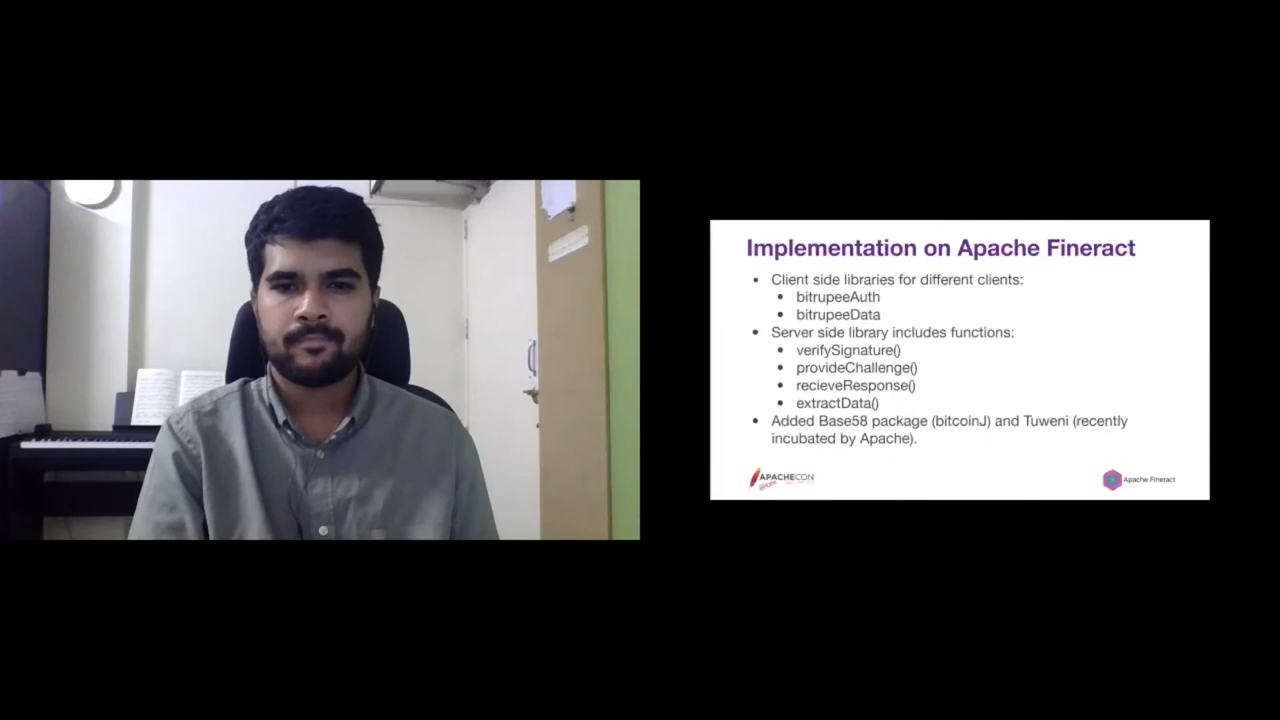 Implementation on Apache Fineract
• Client side libraries for different clients:
• bitrupeeAuth
• bitrupeeData
• Server side library includes functions:
• verifySignature()
• provideChallenge()
• recieveResponse()
• extractData()
• Added Base58 package (bitcoinJ) and Tuweni (recently
incubated by Apache).
APACHECON
Apache Fineract